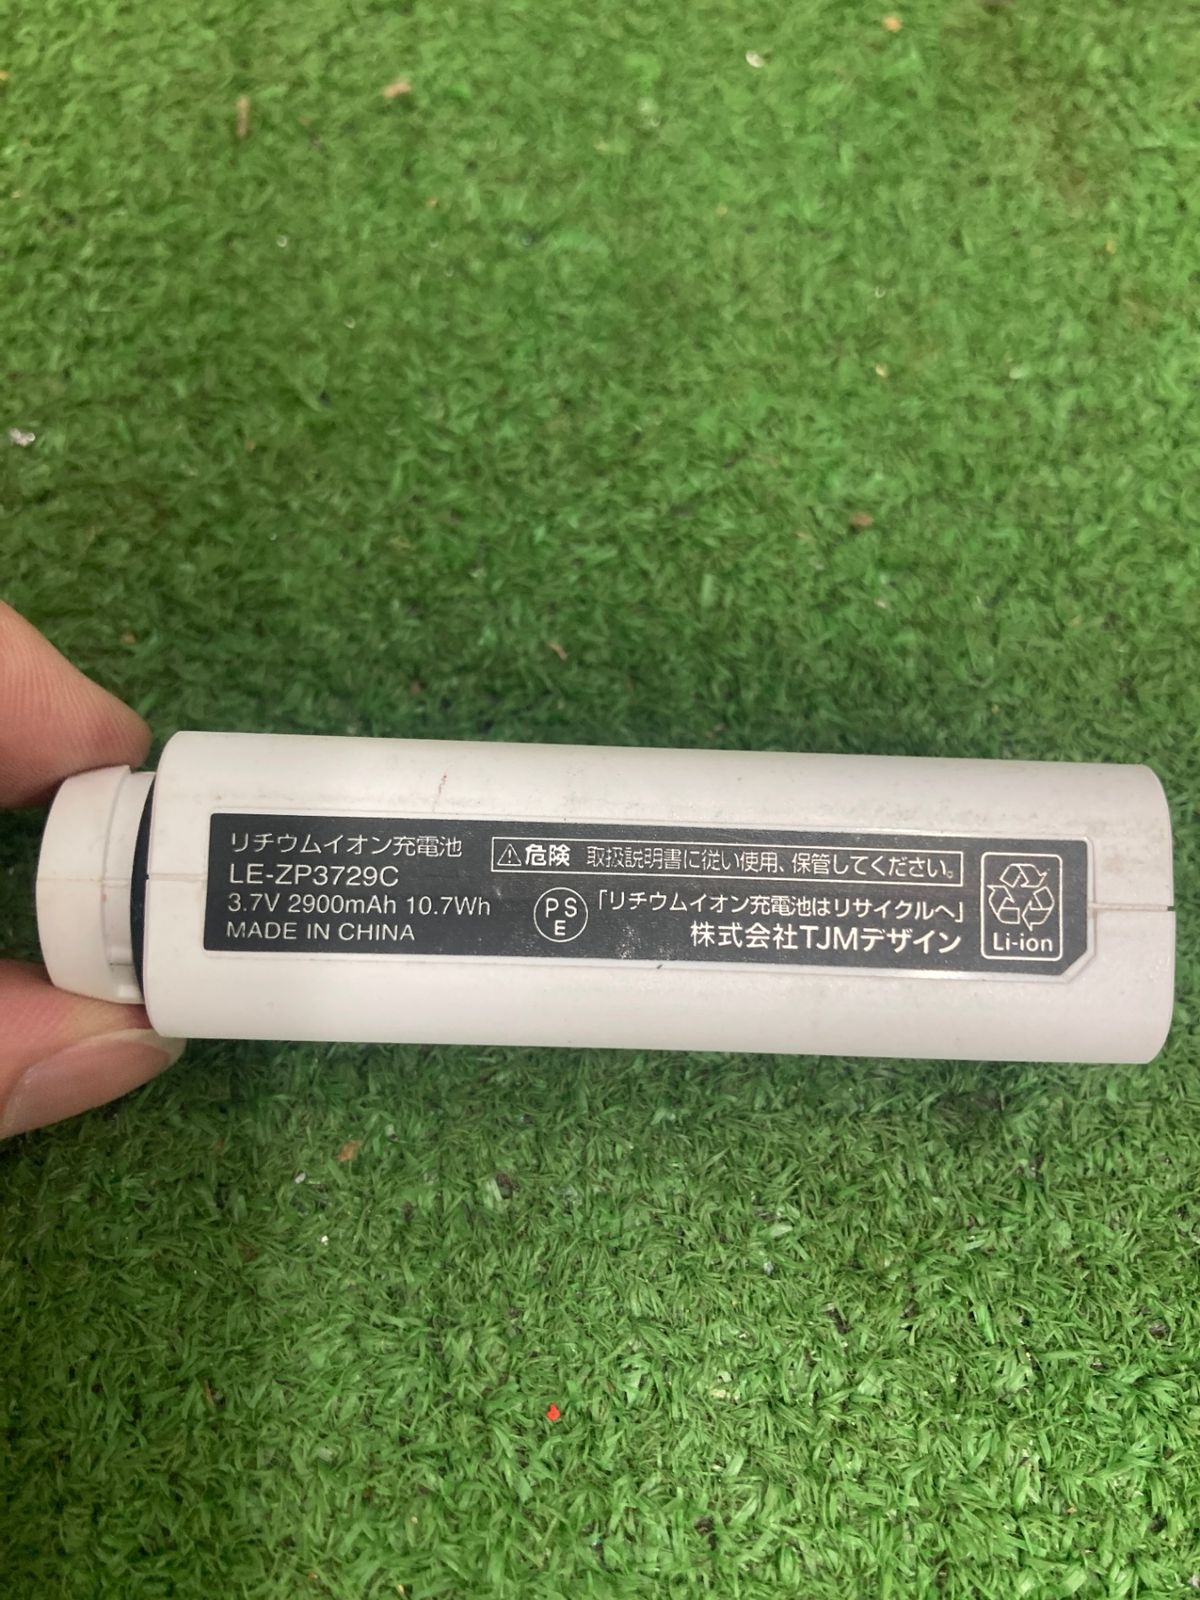 リチウムイオン充電池
LE-ZP3729C
3.7V 2900mAh 10.7Wh
MADE IN CHINA
危険 取扱説明書に従い使用、保管してください。
PSE
「リチウムイオン充電池はリサイクルへ」
株式会社TJMデザイン
Li-ion